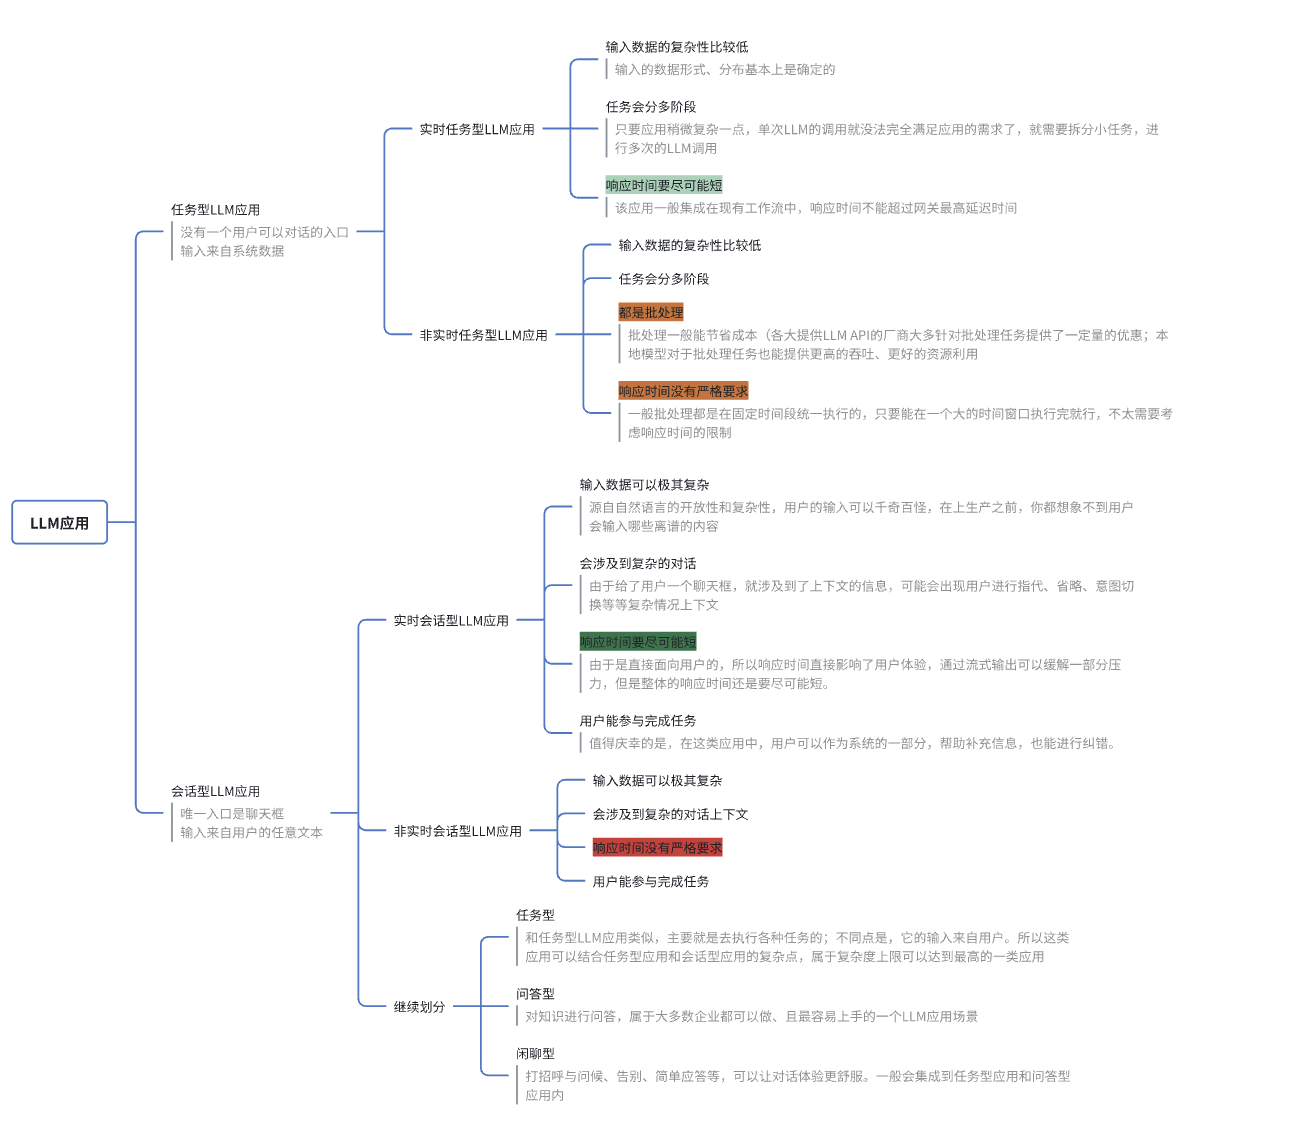 输入数据的复杂性比较低
输入的数据形式、分布基本上是确定的
任务会分多阶段
只要应用稍微复杂一点，单次LLM的调用就没法完全满足应用的需求了，就需要拆分小任务，进
行多次的LLM调用
实时任务型LLM应用
响应时间要尽可能短
该应用一般集成在现有工作流中，响应时间不能超过网关最高延迟时间
任务型LLM应用
没有一个用户可以对话的入口
输入来自系统数据
输入数据的复杂性比较低
任务会分多阶段
都是批处理
批处理一般能节省成本（各大提供LLM API的厂商大多针对批处理任务提供了一定量的优惠；本
地模型对于批处理任务也能提供更高的吞吐、更好的资源利用
非实时任务型LLM应用
响应时间没有严格要求
一般批处理都是在固定时间段统一执行的，只要能在一个大的时间窗口执行完就行，不太需要考
虑响应时间的限制
LLM应用
输入数据可以极其复杂
源自自然语言的开放性和复杂性，用户的输入可以千奇百怪，在上生产之前，你都想象不到用户
会输入哪些离谱的内容
会涉及到复杂的对话
由于给了用户一个聊天框，就涉及到了上下文的信息，可能会出现用户进行指代、省略、意图切
换等等复杂情况上下文
实时会话型LLM应用
响应时间要尽可能短
由于是直接面向用户的，所以响应时间直接影响了用户体验，通过流式输出可以缓解一部分压
力，但是整体的响应时间还是要尽可能短。
用户能参与完成任务
值得庆幸的是，在这类应用中，用户可以作为系统的一部分，帮助补充信息，也能进行纠错。
会话型LLM应用
唯一入口是聊天框
输入来自用户的任意文本
输入数据可以极其复杂
会涉及到复杂的对话上下文
非实时会话型LLM应用
响应时间没有严格要求
用户能参与完成任务
任务型
和任务型LLM应用类似，主要就是去执行各种任务的；不同点是，它的输入来自用户。所以这类
应用可以结合任务型应用和会话型应用的复杂点，属于复杂度上限可以达到最高的一类应用
继续划分
问答型
对知识进行问答，属于大多数企业都可以做、且最容易上手的一个LLM应用场景
闲聊型
打招呼与问候、告别、简单应答等，可以让对话体验更舒服。一般会集成到任务型应用和问答型
应用内